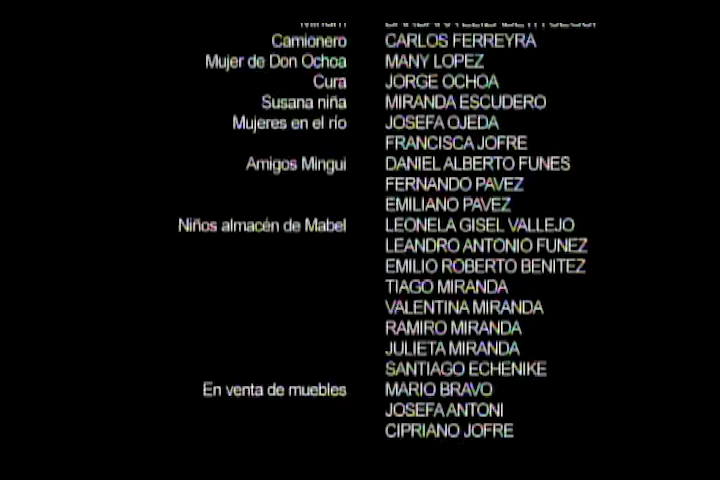 Camionero CARLOS FERREYRA
Mujer de Don Ochoa MANY LOPEZ
Cura JORGE OCHOA
Susana niña MIRANDA ESCUDERO
Mujeres en el río JOSEFA OJEDA
FRANCISCA JOFRE
Amigos Mingui DANIEL ALBERTO FUNES
FERNANDO PAVEZ
EMILIANO PAVEZ
Niños almacén de Mabel LEONELA GISEL VALLEJO
LEANDRO ANTONIO FUNEZ
EMILIO ROBERTO BENITEZ
TIAGO MIRANDA
VALENTINA MIRANDA
RAMIRO MIRANDA
JULIETA MIRANDA
SANTIAGO ECHENIKE
En venta de muebles MARIO BRAVO
JOSEFA ANTONI
CIPRIANO JOFRE